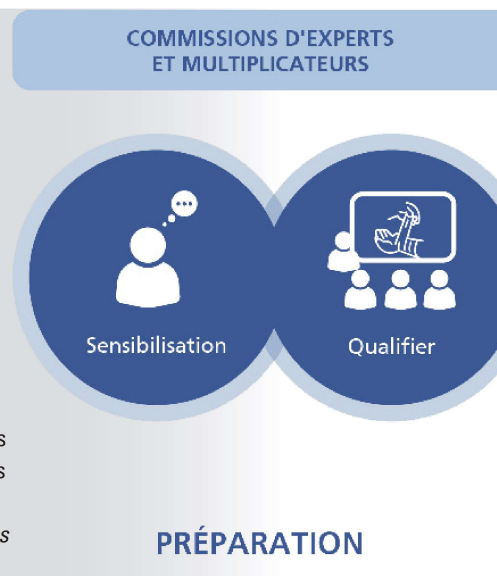 COMMISSIONS D'EXPERTS
ET MULTIPLICATEURS
Sensibilisation
Qualifier
s
s
s
PRÉPARATION